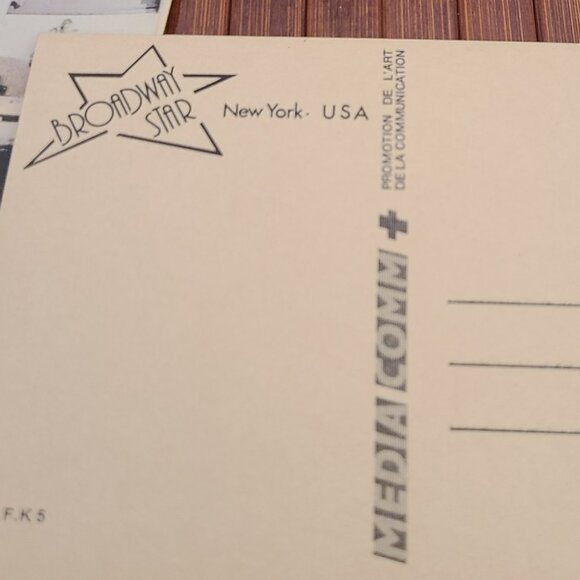 BROADWAY
STAR
New York. USA
PROMOTION DE L'ART
DE LA COMMUNICATION
MEDIA COMM +
F.K 5